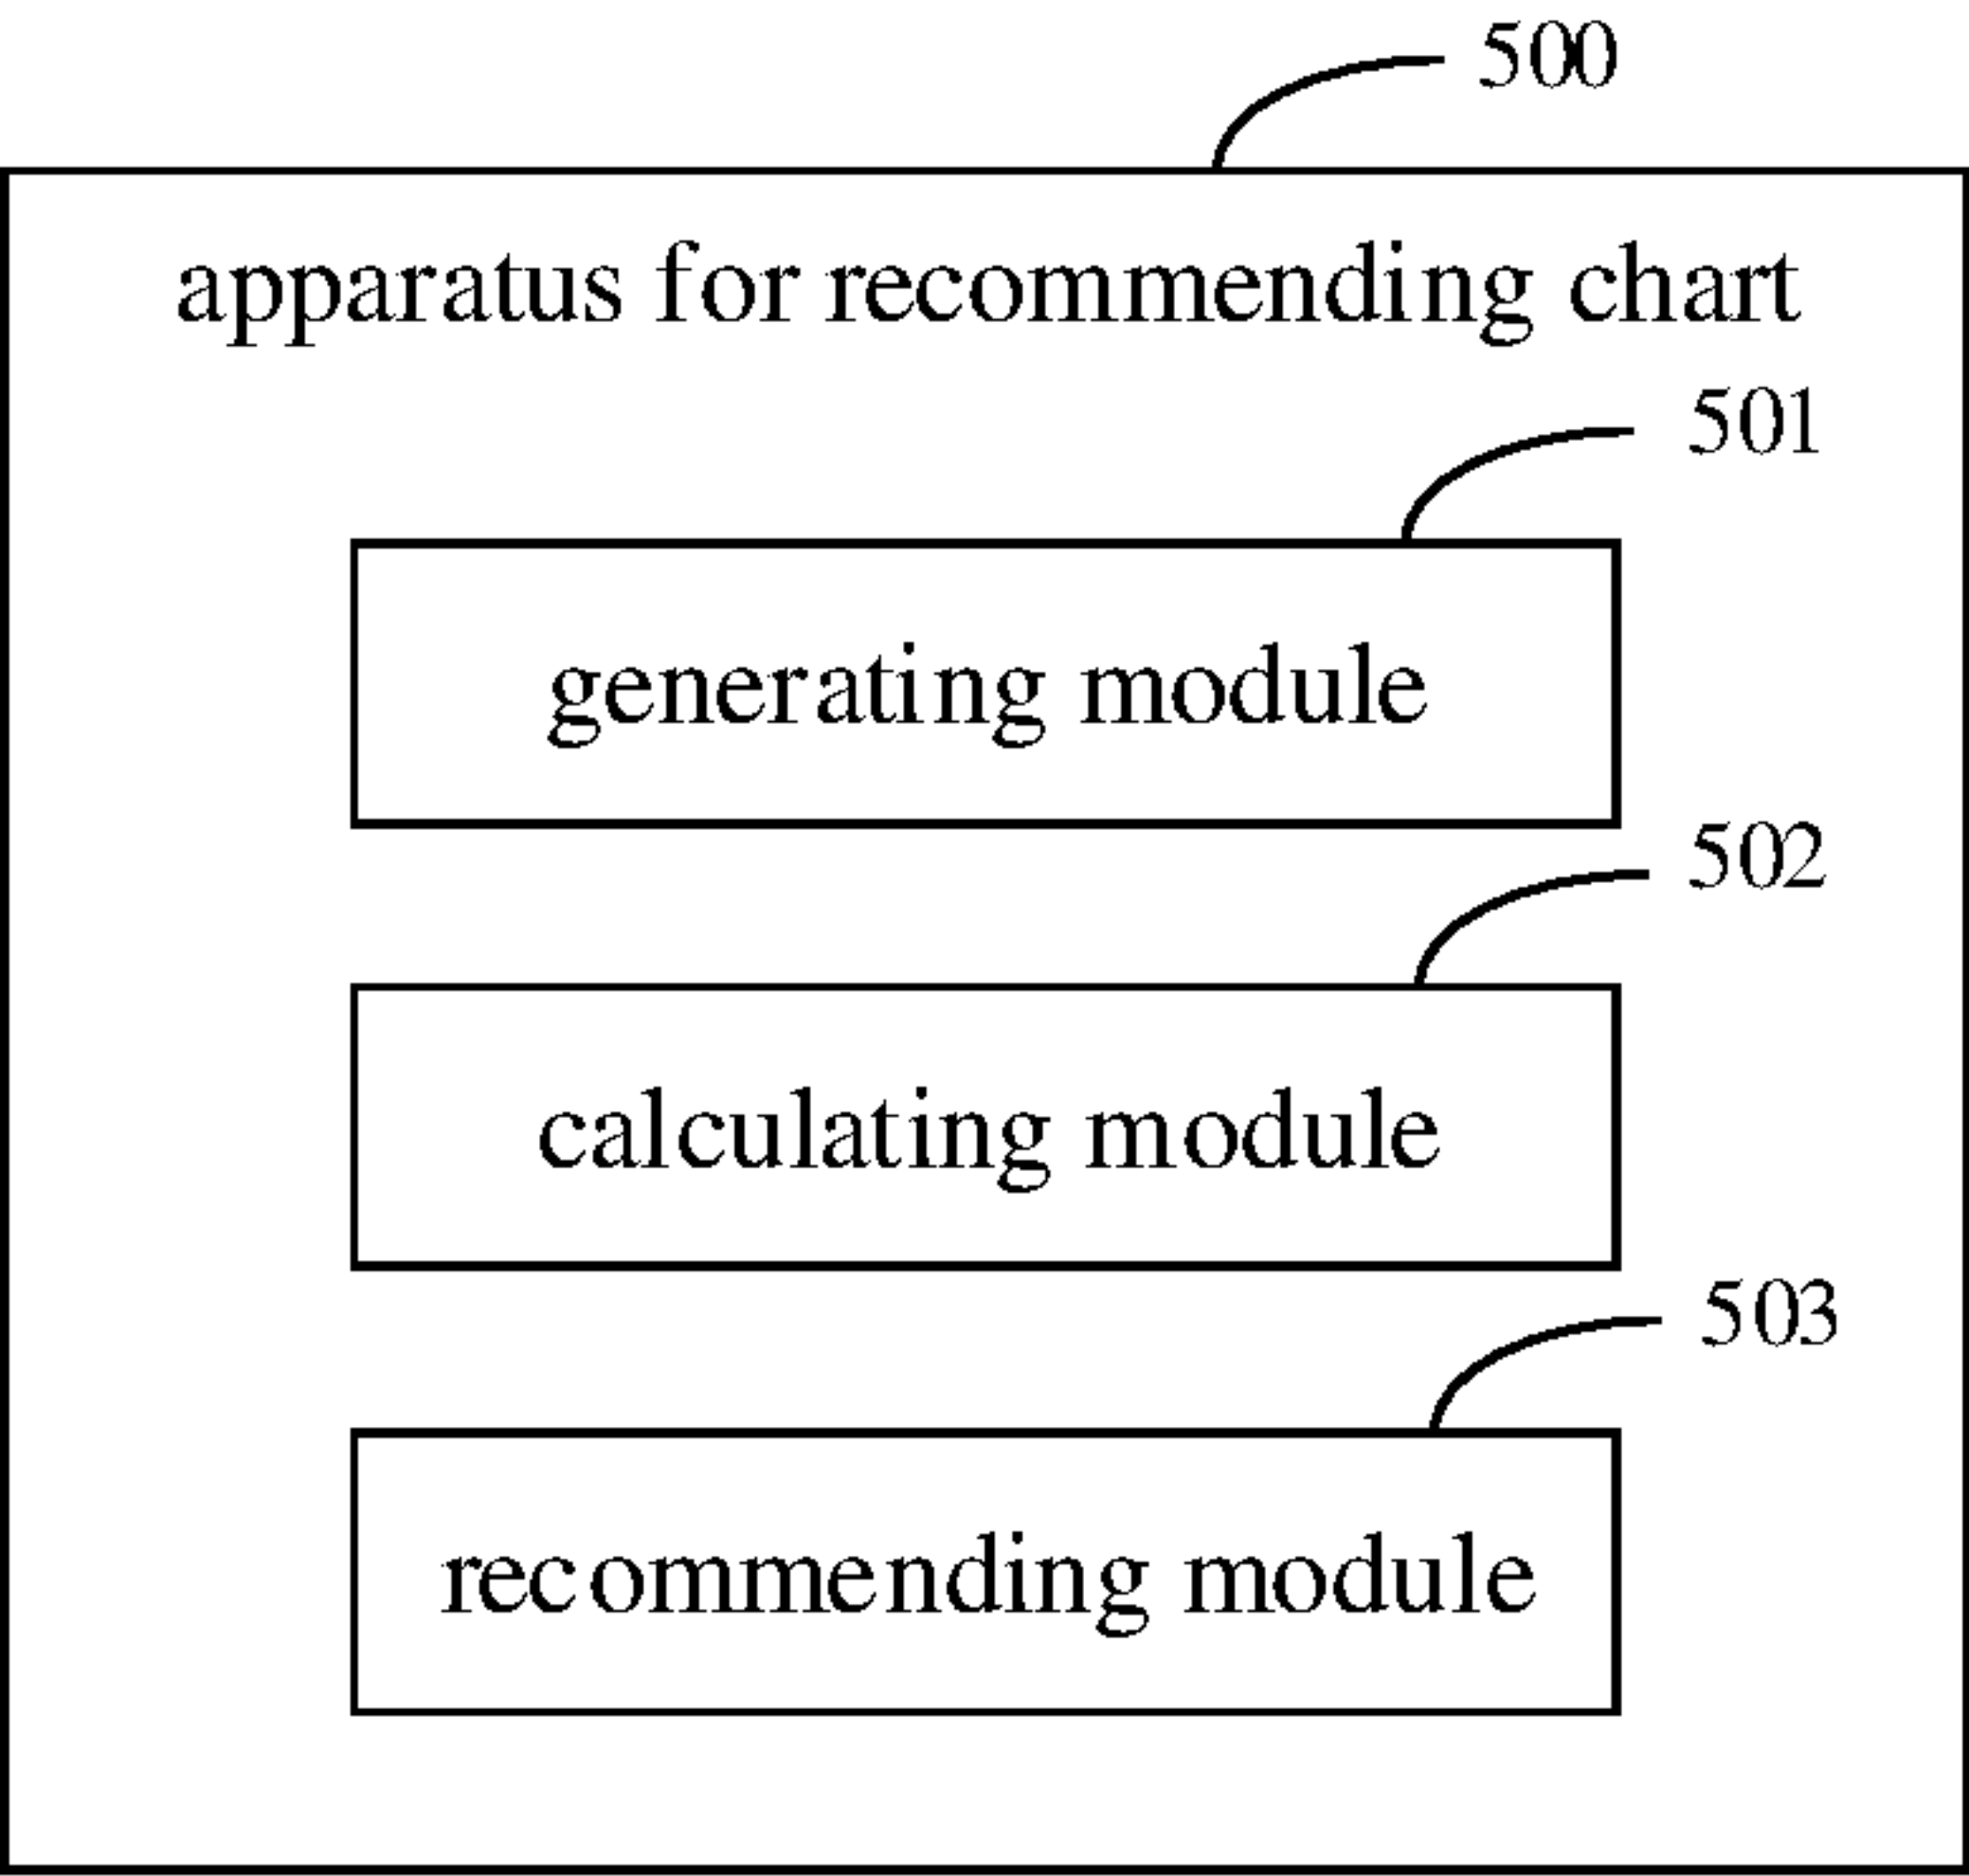 500
apparatus for recommending chart
501
generating module
502
calculating module
503
recommending module